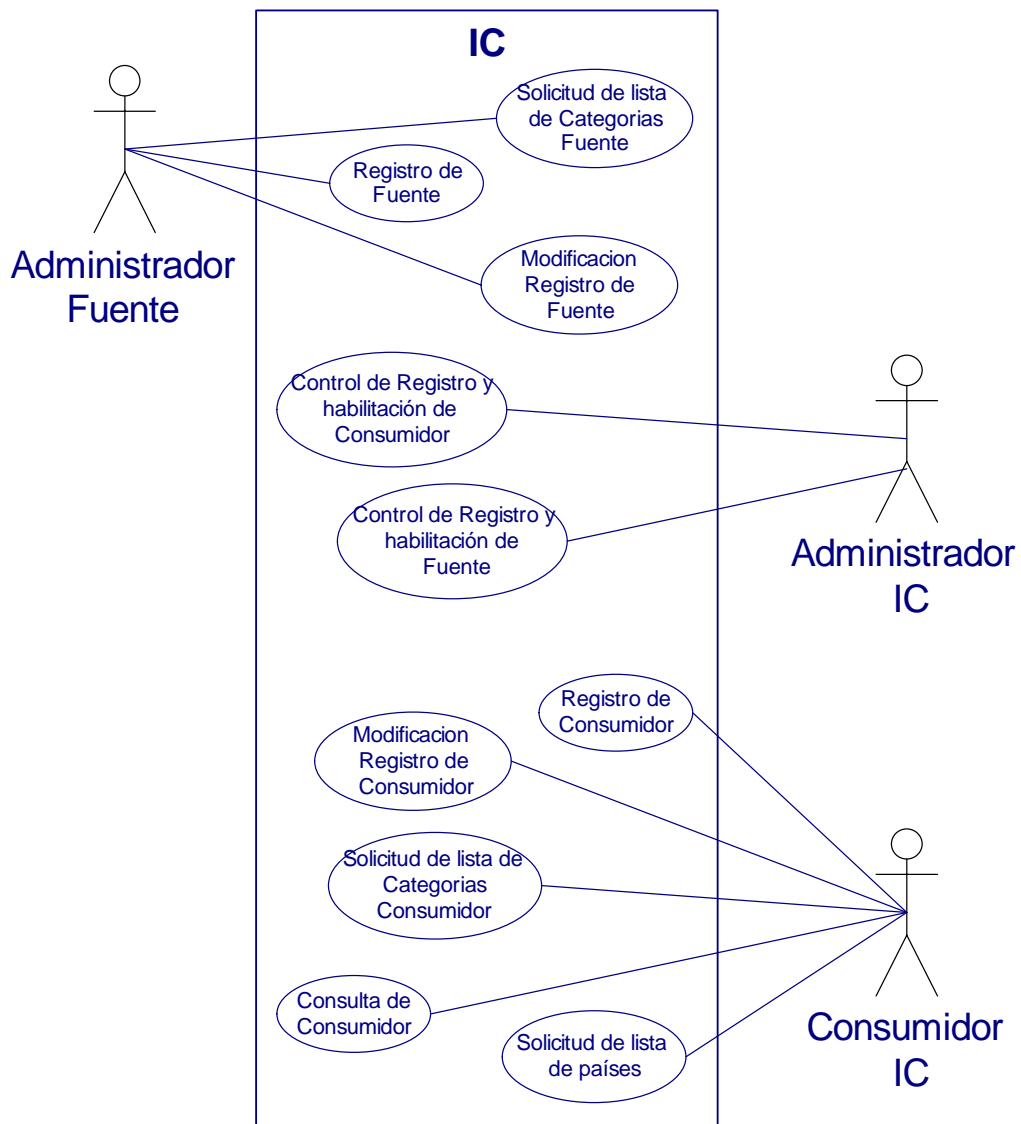 IC
Solicitud de lista
de Categorias
Fuente
Registro de
Fuente
Administrador
Fuente
Modificacion
Registro de
Fuente
Control de Registro y
habilitación de
Consumidor
Control de Registro y
habilitación de
Fuente
Administrador
IC
Registro de
Consumidor
Modificacion
Registro de
Consumidor
Solicitud de lista de
Categorias
Consumidor
Consulta de
Consumidor
Solicitud de lista
de países
Consumidor
IC